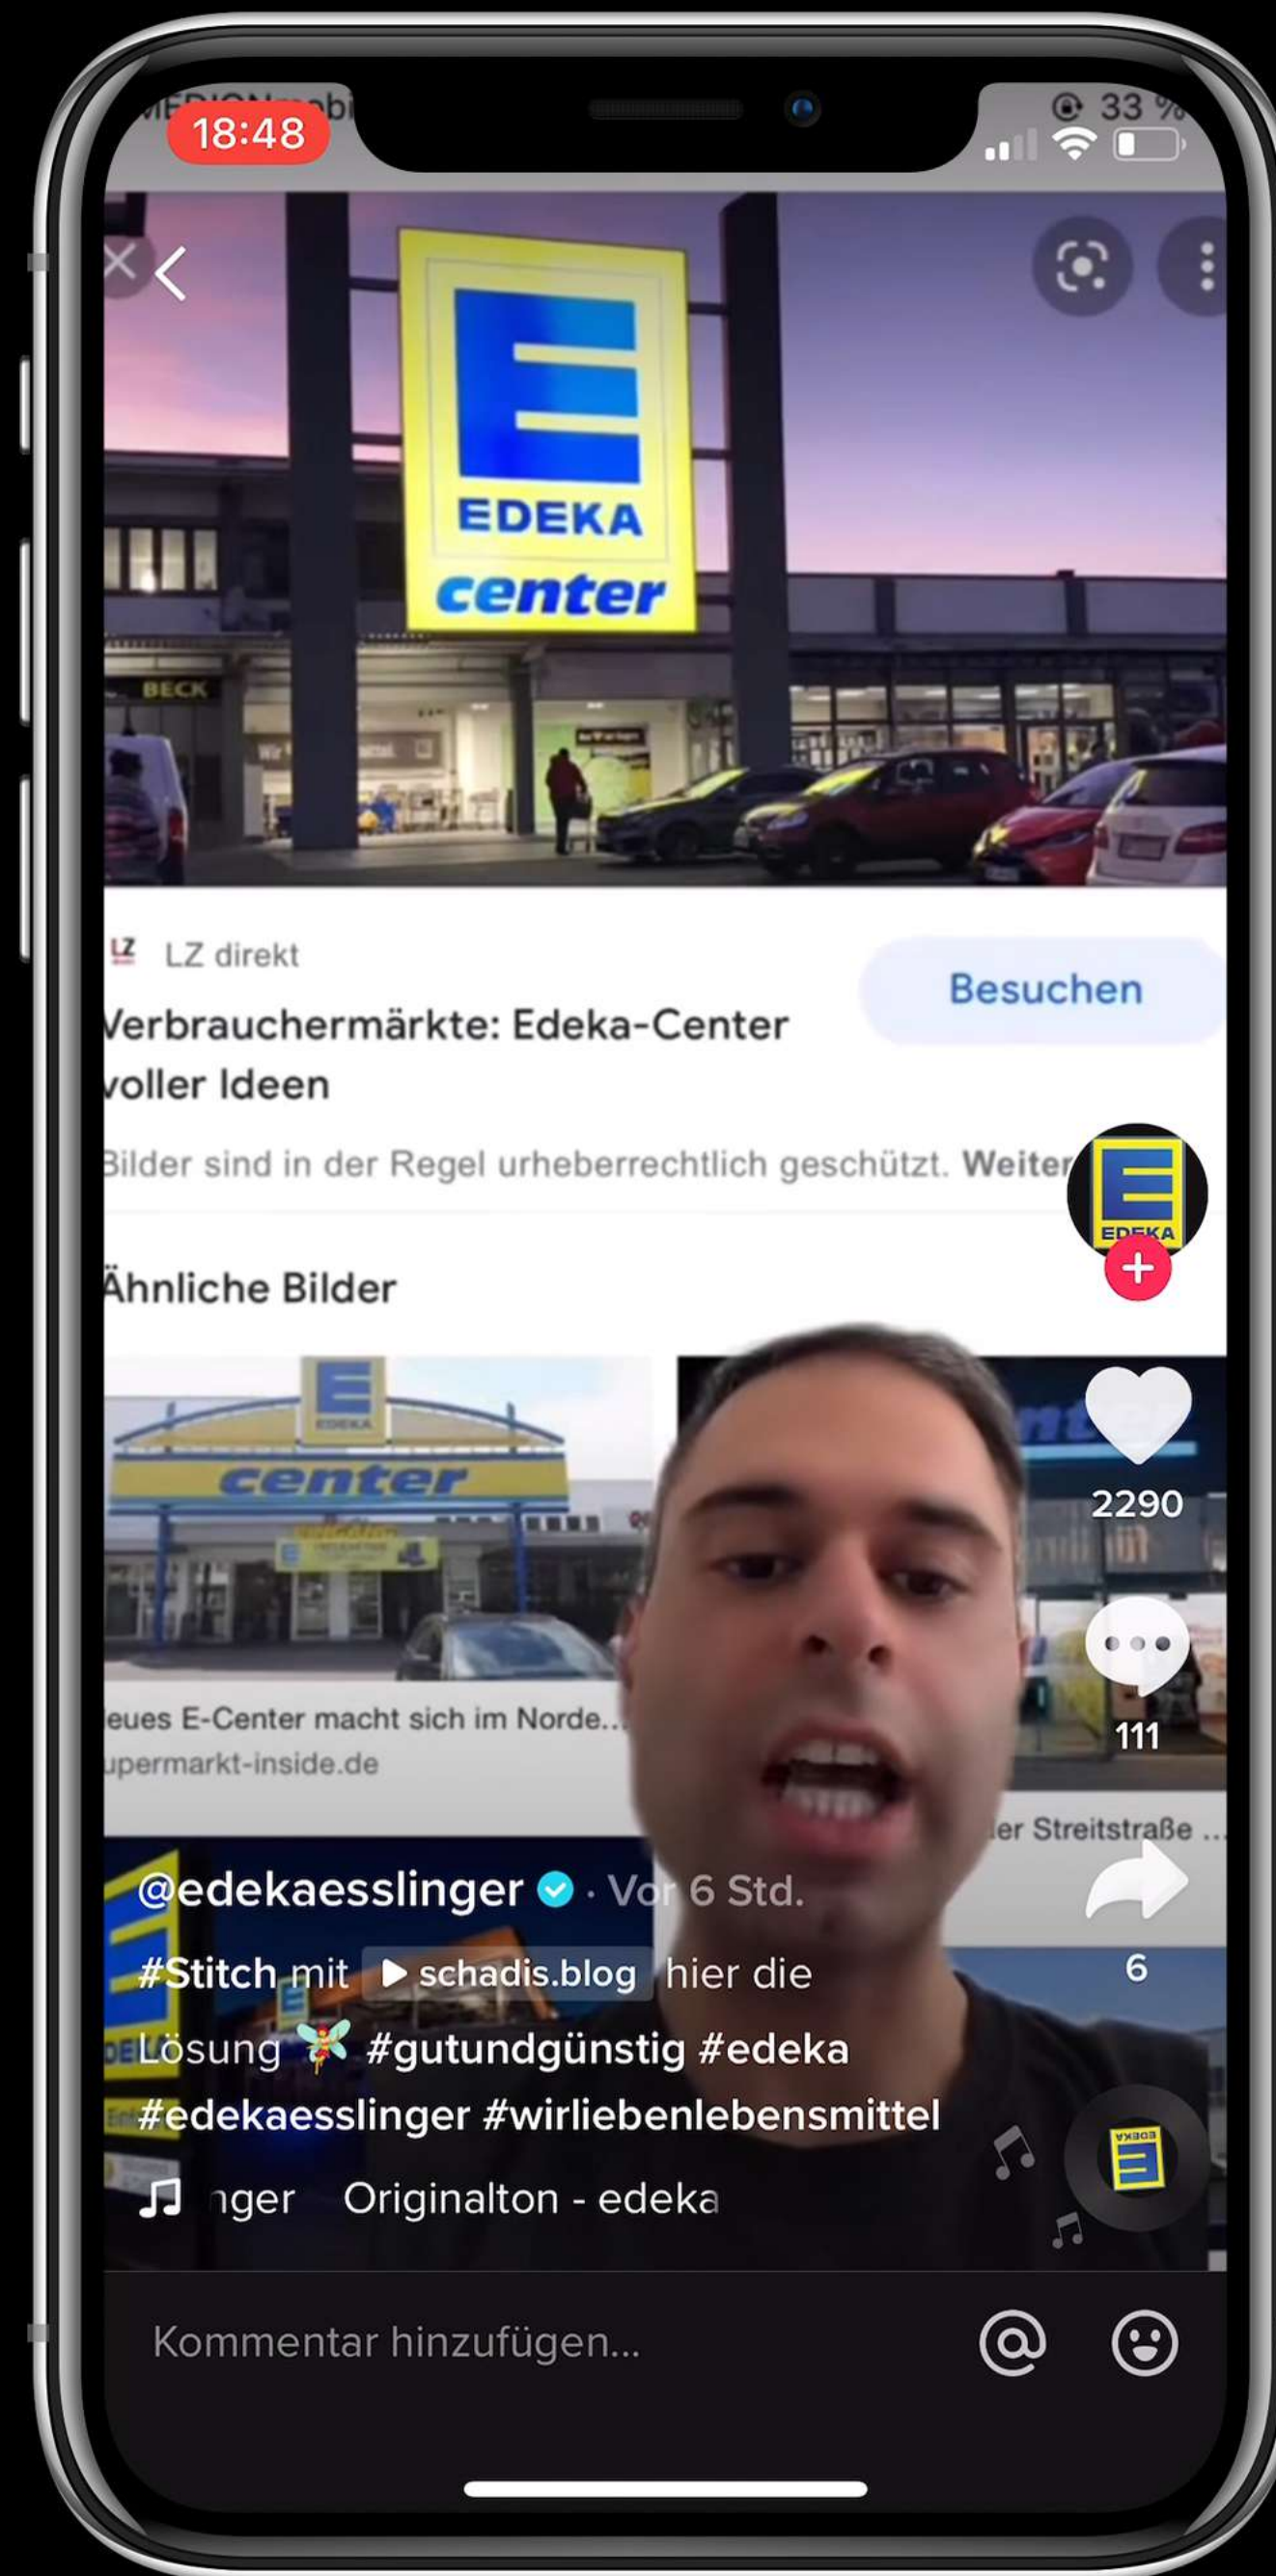 18:48
33 %
EDEKA
center
BECK
LZ LZ direkt
Besuchen
Verbrauchermärkte: Edeka-Center
voller Ideen
Bilder sind in der Regel urheberrechtlich geschützt. Weiter
EDEKA
Ähnliche Bilder
EDEKA
center
2290
eues E-Center macht sich im Norde...
upermarkt-inside.de
111
er Streitstraße ...
@edekaesslinger · Vor 6 Std.
#Stitch mit schadis.blog hier die
Lösung #gutundgünstig #edeka
#edekaesslinger #wirliebenlebensmittel
nger Originalton - edeka
6
EDEKA
Kommentar hinzufügen...